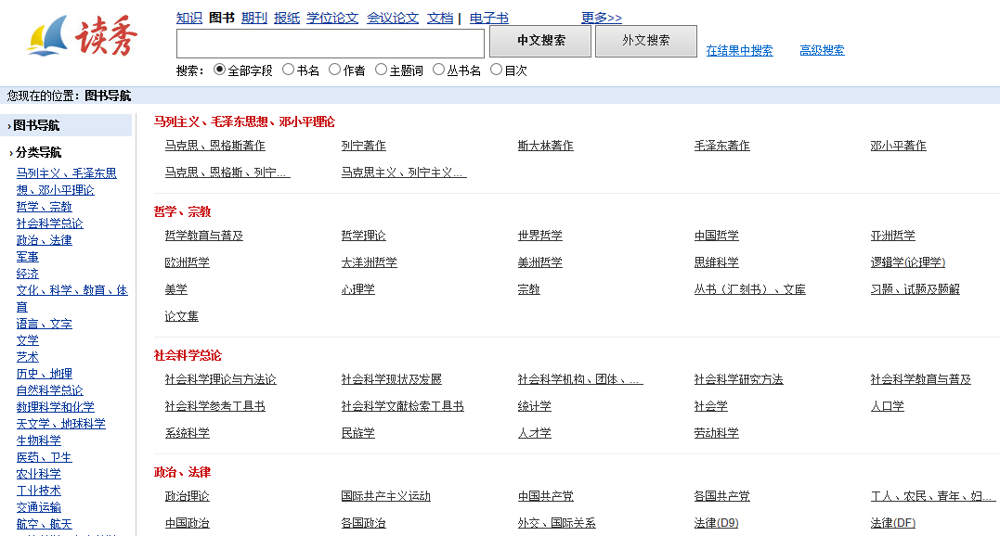 读秀
知识 图书 期刊 报纸 学位论文 会议论文 文档 | 电子书 更多>>
中文搜索 外文搜索 在结果中搜索 高级搜索
搜索： 全部字段 书名 作者 主题词 丛书名 目次
您现在的位置：图书导航
›图书导航
›分类导航
马列主义、毛泽东思
想、邓小平理论
哲学、宗教
社会科学总论
政治、法律
军事
经济
文化、科学、教育、体
育
语言、文字
文学
艺术
历史、地理
自然科学总论
数理科学和化学
天文学、地球科学
生物科学
医药、卫生
农业科学
工业技术
交通运输
航空、航天
马列主义、毛泽东思想、邓小平理论
马克思、恩格斯著作 列宁著作 斯大林著作 毛泽东著作 邓小平著作
马克思、恩格斯、列宁... 马克思主义、列宁主义...
哲学、宗教
哲学教育与普及 哲学理论 世界哲学 中国哲学 亚洲哲学
欧洲哲学 大洋洲哲学 美洲哲学 思维科学 逻辑学(论理学)
美学 心理学 宗教 丛书（汇刻书）、文库 习题、试题及题解
论文集
社会科学总论
社会科学理论与方法论 社会科学现状及发展 社会科学机构、团体、... 社会科学研究方法 社会科学教育与普及
社会科学参考工具书 社会科学文献检索工具书 统计学 社会学 人口学
系统科学 民族学 人才学 劳动科学
政治、法律
政治理论 国际共产主义运动 中国共产党 各国共产党 工人、农民、青年、妇...
中国政治 各国政治 外交、国际关系 法律(D9) 法律(DF)